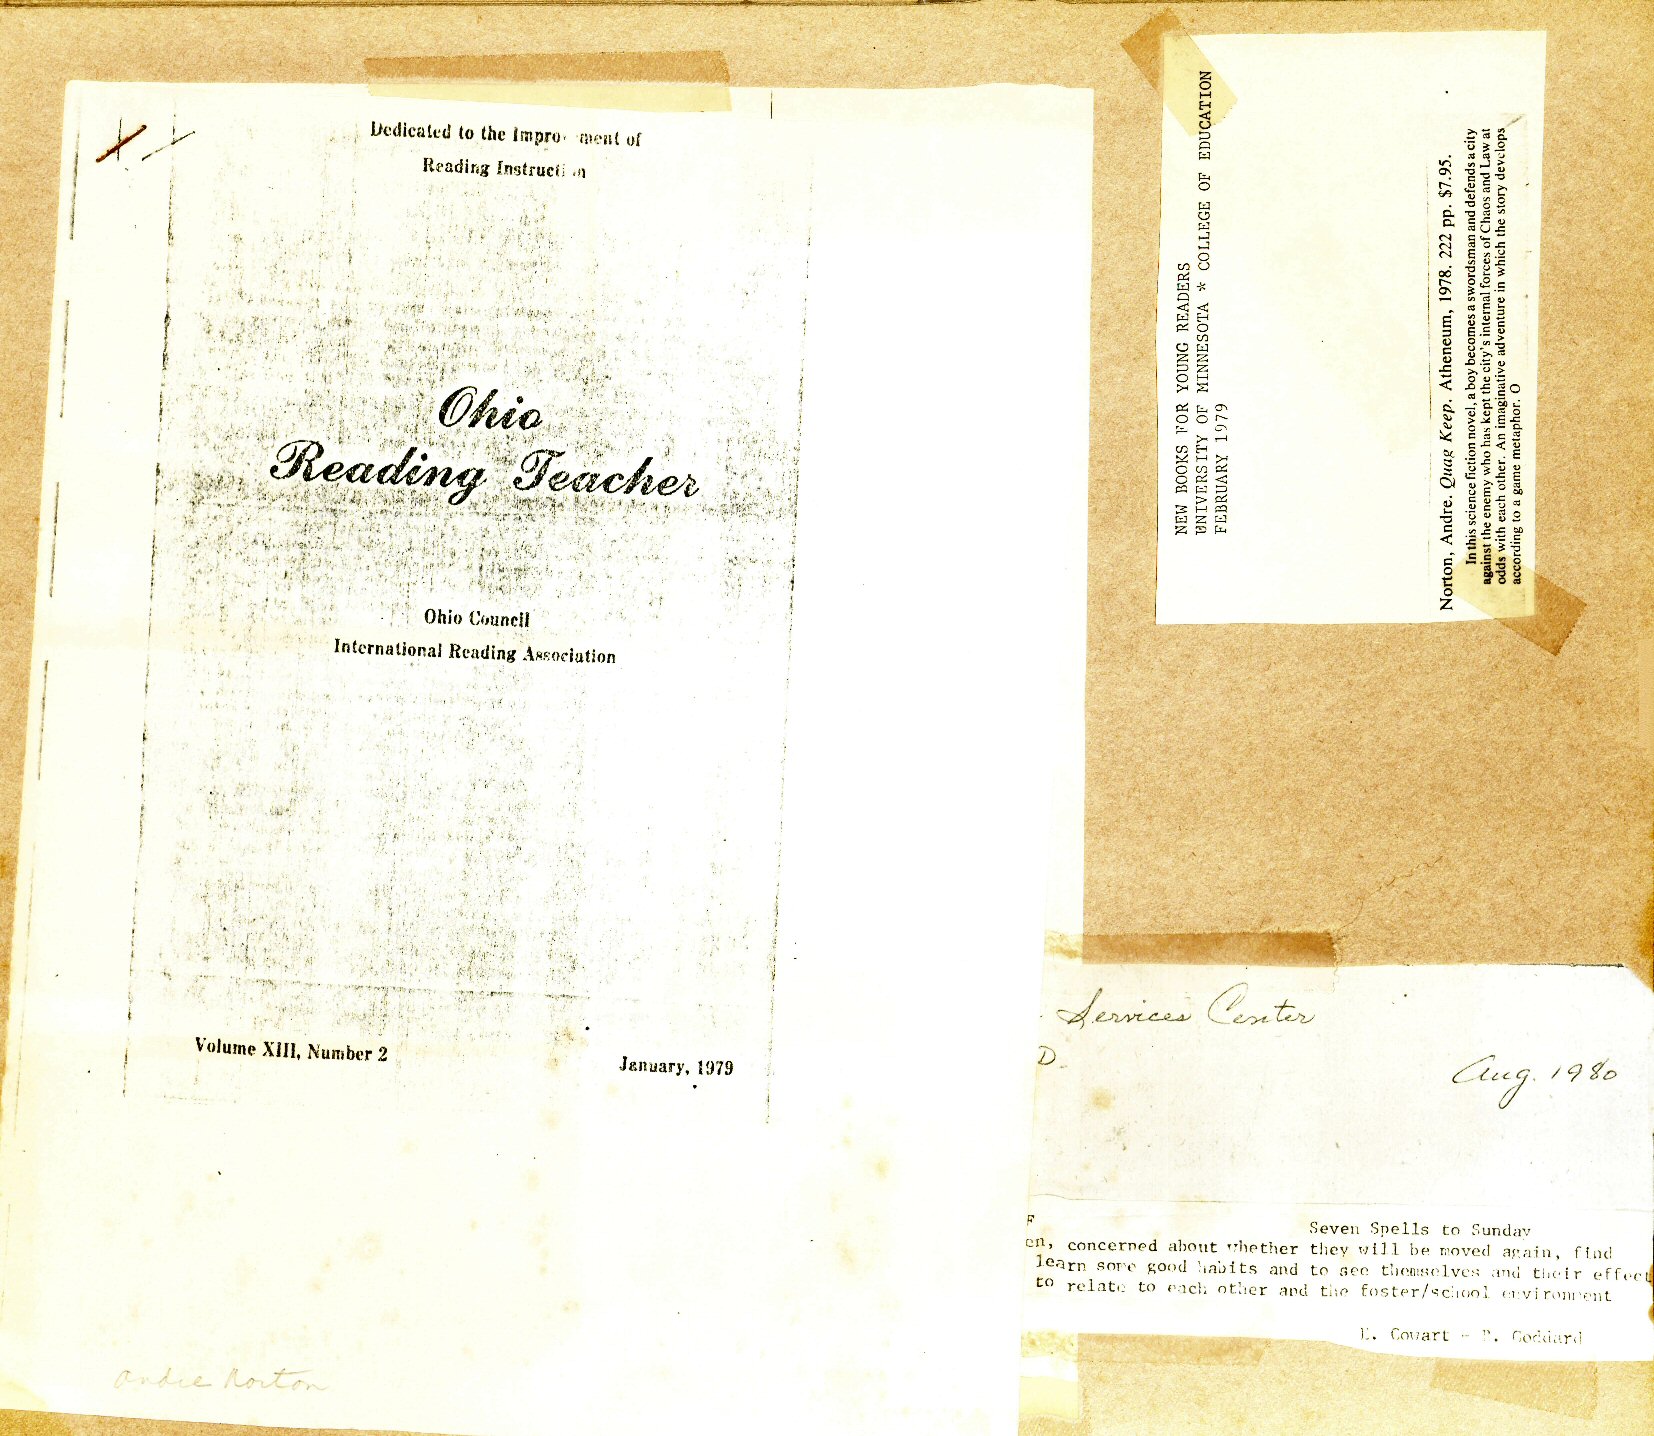 Dedicated to the Impro ment of
Reading Instructi n
Ohio
Reading Teacher
Ohio Council
International Reading Association
Volume XIII, Number 2
January, 1979
Andre Norton
NEW BOOKS FOR YOUNG READERS
UNIVERSITY OF MINNESOTA * COLLEGE OF EDUCATION
FEBRUARY 1979
Norton, Andre. Quag Keep. Atheneum, 1978. 222 pp. $7.95.
In this science fiction novel, a boy becomes a swordsman and defends a city
against the enemy who has kept the city's internal forces of Chaos and Law at
odds with each other. An imaginative adventure in which the story develops
according to a game metaphor. O
Services Center
D.
Aug. 1980
F
Seven Spells to Sunday
en, concerned about whether they will be moved again, find
learn some good habits and to see themselves and their effect
to relate to each other and the foster/school environment
Cowart - Goddard